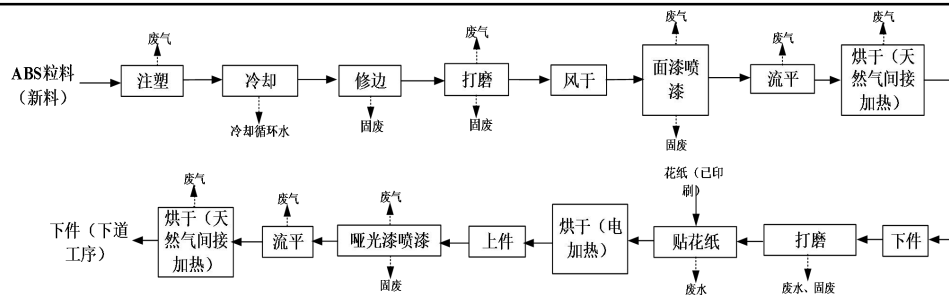 废气
废气
废气
废气
废气
ABS粒料
（新料）
注塑
冷却
修边
打磨
风干
面漆喷
漆
流平
烘干（天
然气间接
加热）
冷却循环水
固废
固废
固废
花纸（已印
刷）
废气
废气
废气
下件（下道
工序）
烘干（天
然气间接
加热）
流平
哑光漆喷漆
上件
烘干（电
加热）
贴花纸
打磨
下件
固废
废水
废水、固废